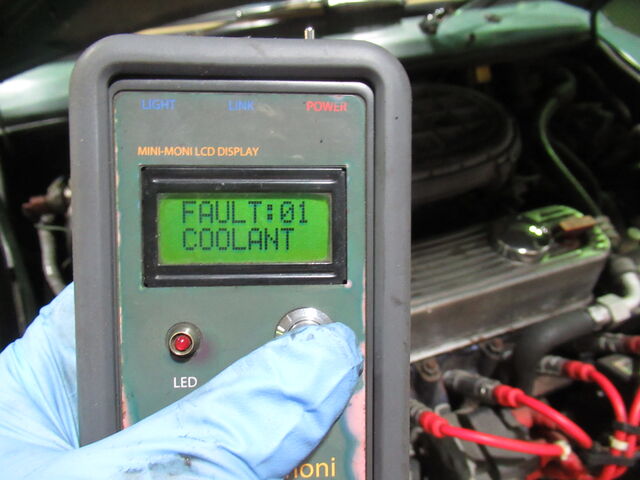 LIGHT LINK POWER
MINI-MONI LCD DISPLAY
FAULT:01
COOLANT
LED